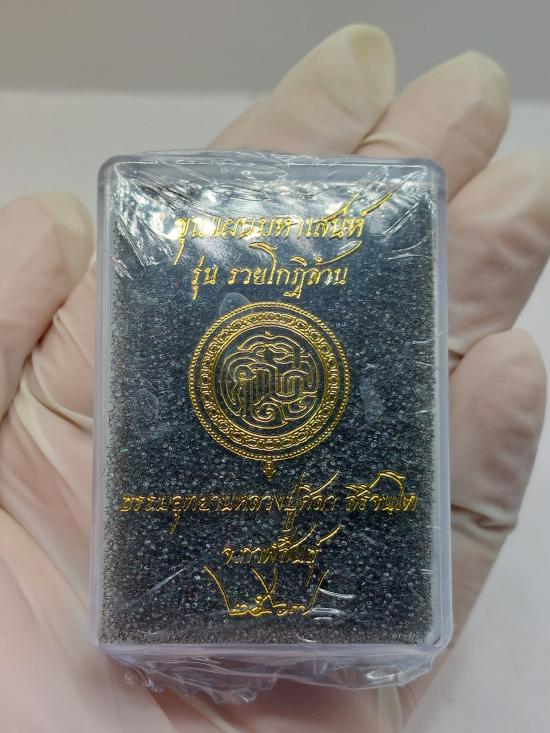 ขุนแผนมหาเสน่ห์
รุ่น รวยโกฏิล้าน
ธรรมอุทยานหลวงปู่ศิลา สิริจันโท
จ.กาฬสินธุ์
๒๕๖๗